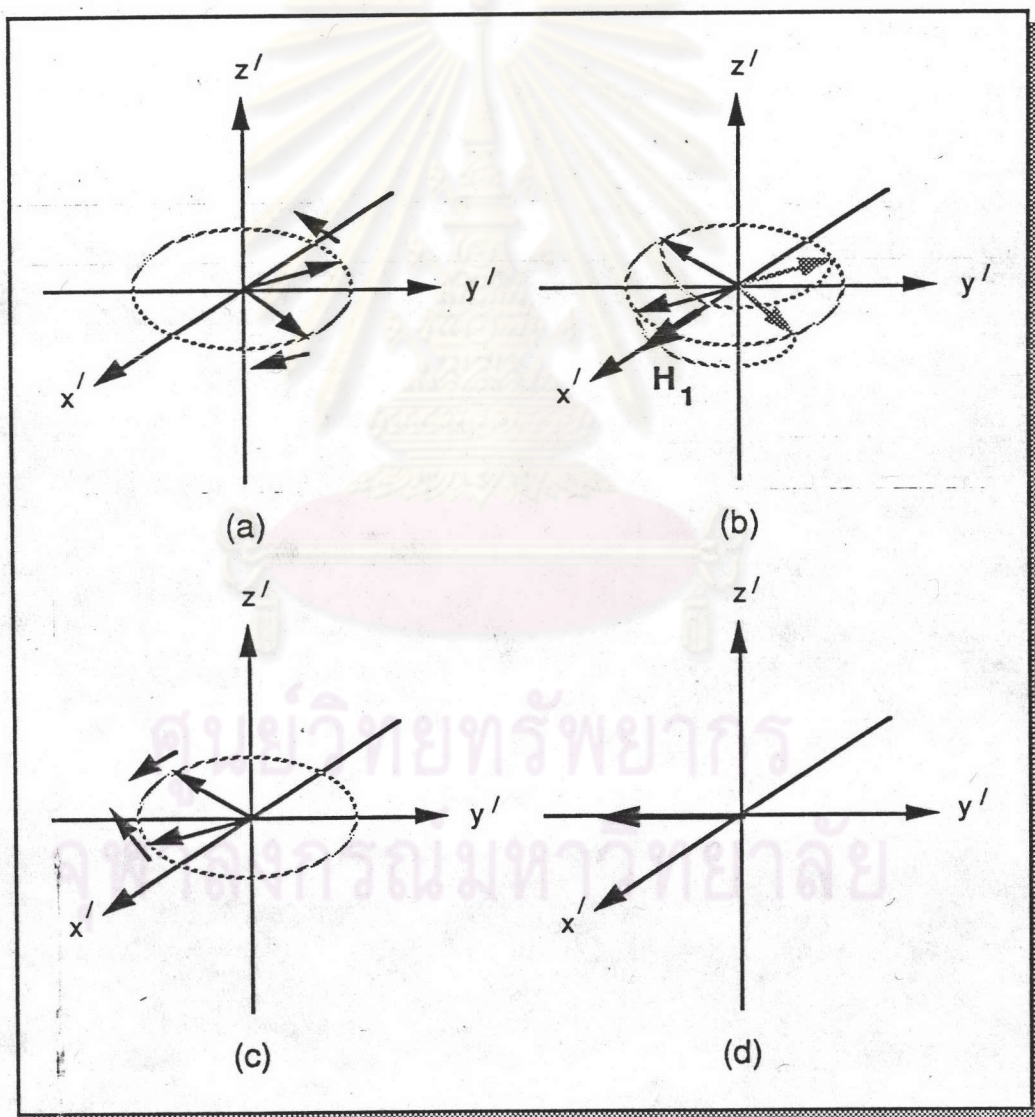 z′
z′
y′
y′
x′
x′
H₁
(a)
(b)
z′
z′
ศูนย์วิทยทรัพยากร
y′
y′
จุฬาลงกรณ์มหาวิทยาลัย
x′
x′
(c)
(d)